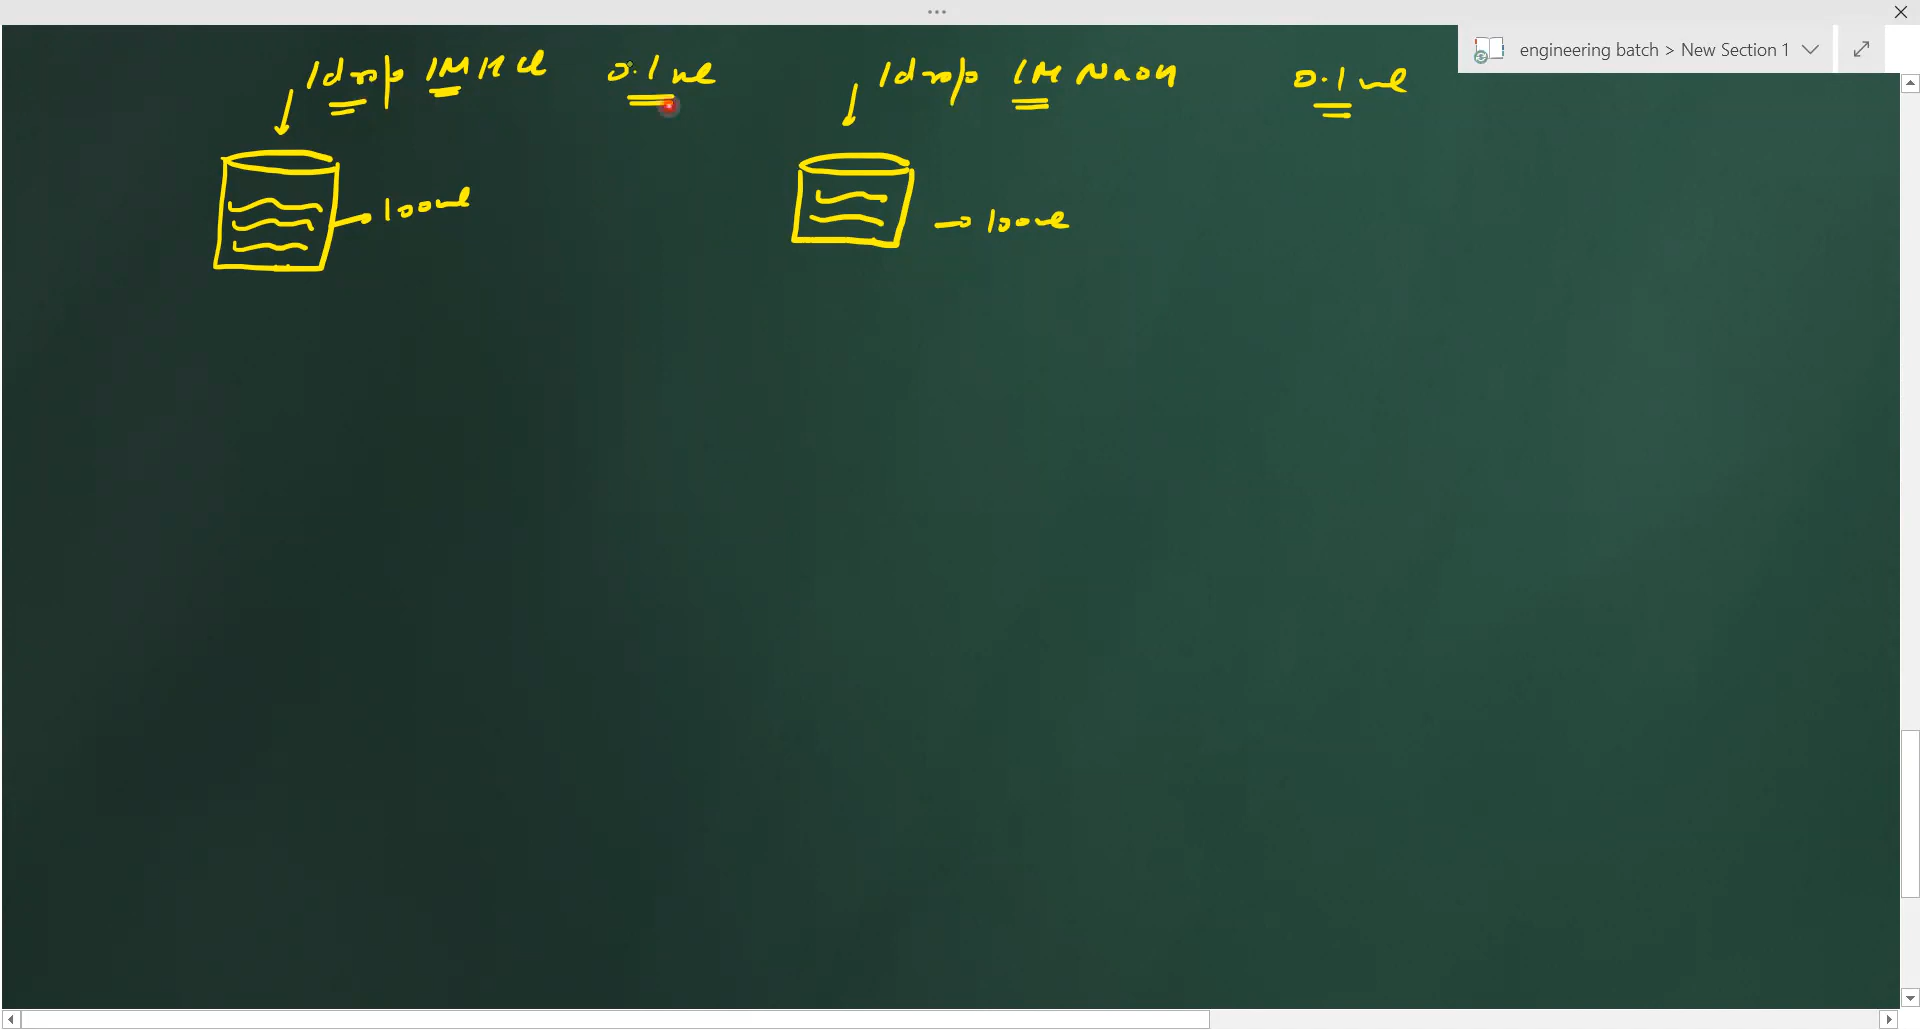 engineering batch > New Section 1
1drop 1M HCl 0.1 ml 1drop 1M NaOH 0.1 ml
100ml 100ml